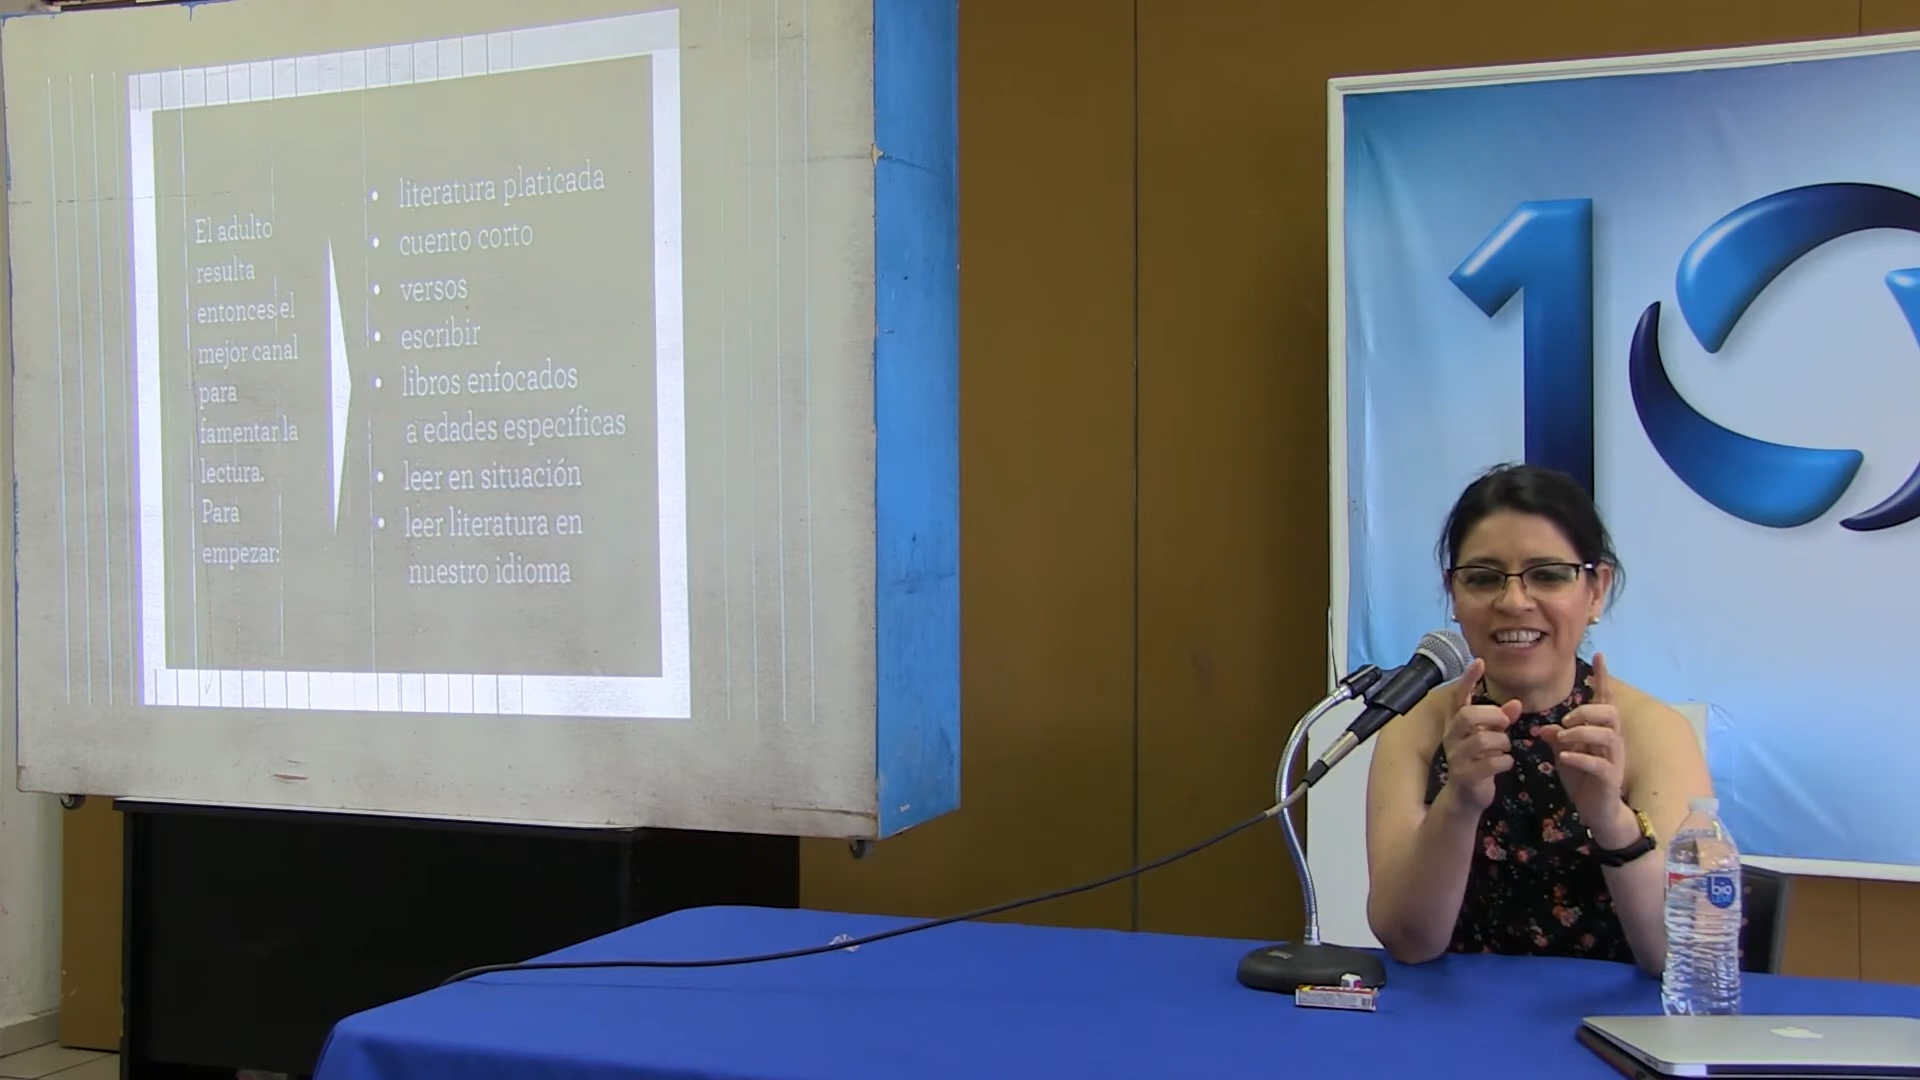 El adulto
resulta
entonces el
mejor canal
para
famentar la
lectura.
Para
empezar:
• literatura platicada
• cuento corto
• versos
• escribir
• libros enfocados
a edades específicas
• leer en situación
• leer literatura en
nuestro idioma
10
bio